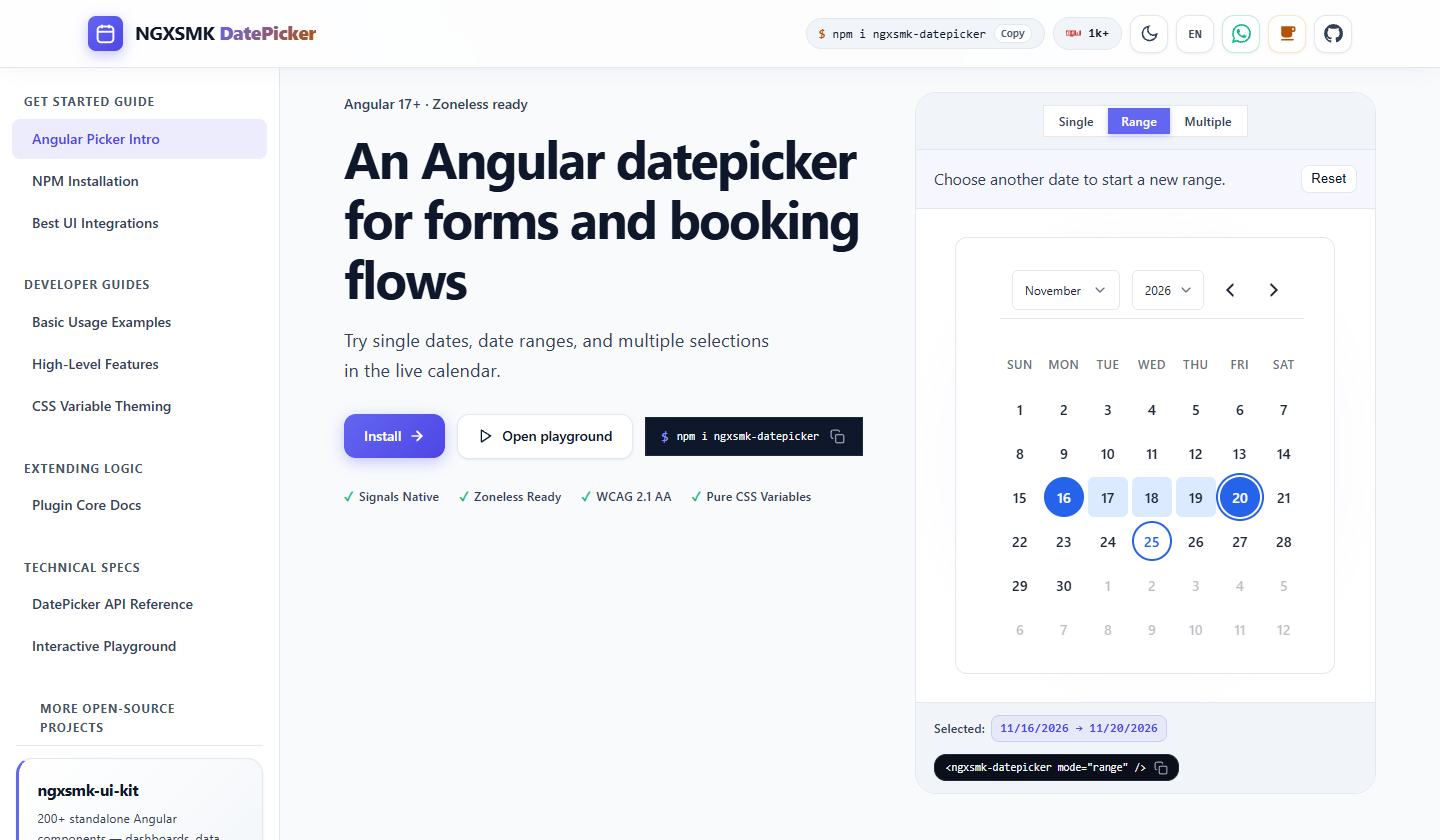 NGXSMK DatePicker
$ npm i ngxsmk-datepicker Copy
npm 1k+
EN
GET STARTED GUIDE
Angular Picker Intro
NPM Installation
Best UI Integrations
DEVELOPER GUIDES
Basic Usage Examples
High-Level Features
CSS Variable Theming
EXTENDING LOGIC
Plugin Core Docs
TECHNICAL SPECS
DatePicker API Reference
Interactive Playground
MORE OPEN-SOURCE
PROJECTS
ngxsmk-ui-kit
200+ standalone Angular
components — dashboards, data
Angular 17+ · Zoneless ready
An Angular datepicker
for forms and booking
flows
Try single dates, date ranges, and multiple selections
in the live calendar.
Install →
Open playground
$ npm i ngxsmk-datepicker
✓ Signals Native ✓ Zoneless Ready ✓ WCAG 2.1 AA ✓ Pure CSS Variables
Single Range Multiple
Choose another date to start a new range. Reset
November 2026
SUN MON TUE WED THU FRI SAT
1 2 3 4 5 6 7
8 9 10 11 12 13 14
15 16 17 18 19 20 21
22 23 24 25 26 27 28
29 30 1 2 3 4 5
6 7 8 9 10 11 12
Selected: 11/16/2026 → 11/20/2026
<ngxsmk-datepicker mode="range" />